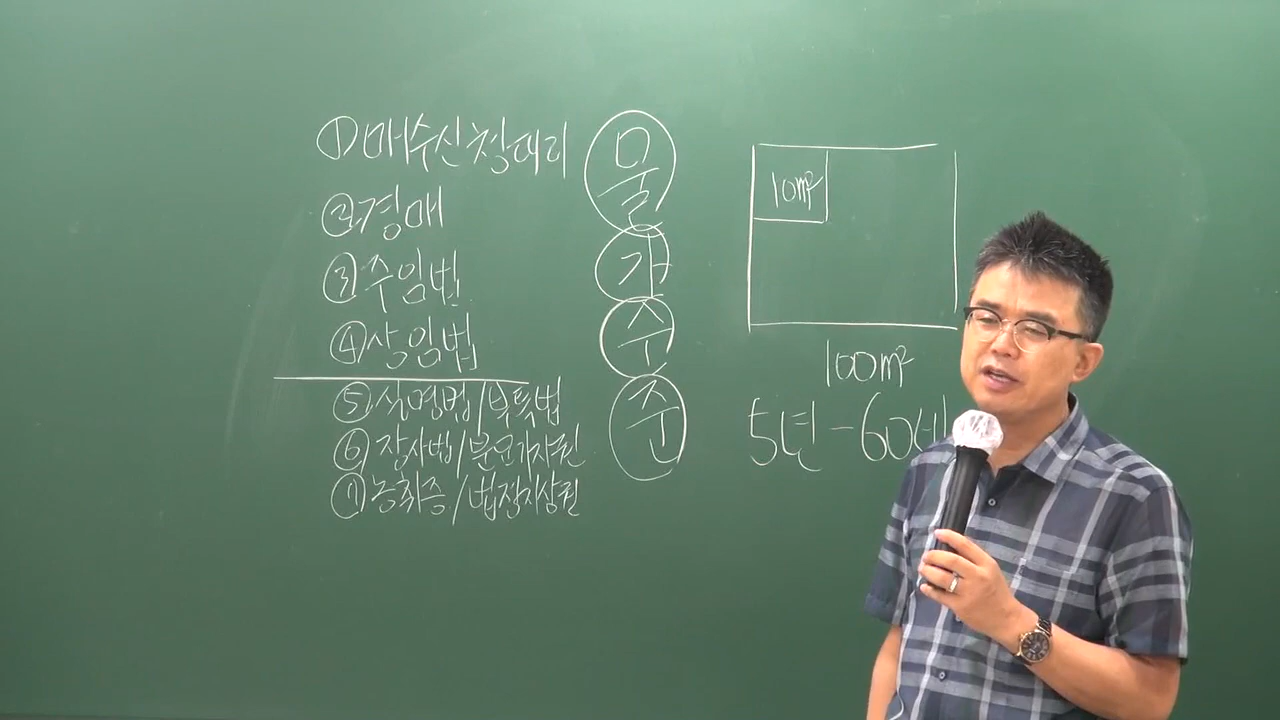 ①매수신청대리
②경매
③주임법
④상임법
⑤실명법/부특법
⑥장사법/분묘기지권
⑦농취증/법정지상권
물
가
수
준
10m²
100m²
5년-60세